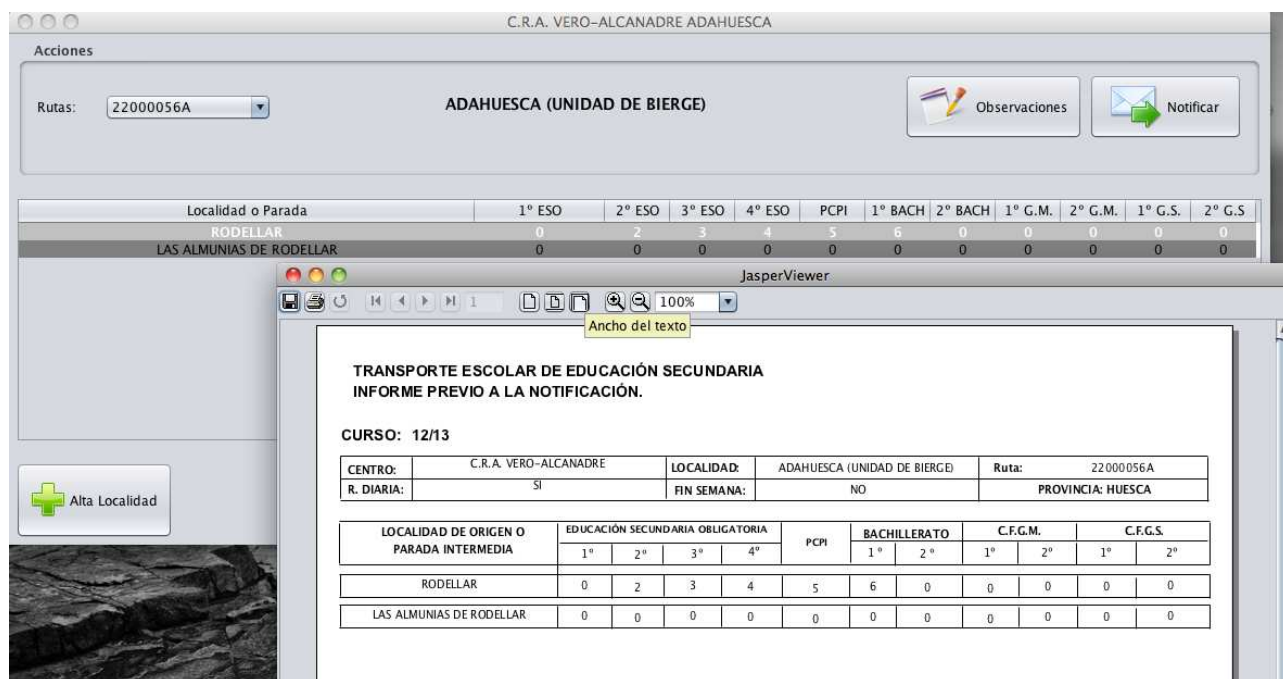 C.R.A. VERO-ALCANADRE ADAHUESCA
Acciones
Rutas: 22000056A ADAHUESCA (UNIDAD DE BIERGE) Observaciones Notificar
Localidad o Parada 1º ESO 2º ESO 3º ESO 4º ESO PCPI 1º BACH 2º BACH 1º G.M. 2º G.M. 1º G.S. 2º G.S
RODELLAR 0 2 3 4 5 6 0 0 0 0 0
LAS ALMUNIAS DE RODELLAR 0 0 0 0 0 0 0 0 0 0 0
JasperViewer
1 100%
Ancho del texto
TRANSPORTE ESCOLAR DE EDUCACIÓN SECUNDARIA
INFORME PREVIO A LA NOTIFICACIÓN.
CURSO: 12/13
CENTRO: C.R.A. VERO-ALCANADRE LOCALIDAD: ADAHUESCA (UNIDAD DE BIERGE) Ruta: 22000056A
R. DIARIA: SI FIN SEMANA: NO PROVINCIA: HUESCA
Alta Localidad
LOCALIDAD DE ORIGEN O PARADA INTERMEDIA EDUCACIÓN SECUNDARIA OBLIGATORIA PCPI BACHILLERATO C.F.G.M. C.F.G.S.
1º 2º 3º 4º 1º 2º 1º 2º 1º 2º
RODELLAR 0 2 3 4 5 6 0 0 0 0 0
LAS ALMUNIAS DE RODELLAR 0 0 0 0 0 0 0 0 0 0 0